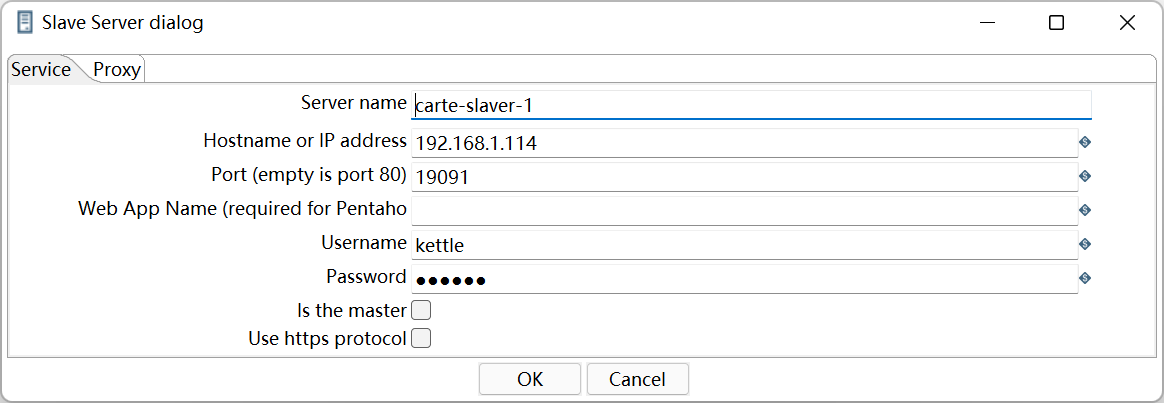 Slave Server dialog
Service Proxy
Server name carte-slaver-1
Hostname or IP address 192.168.1.114
Port (empty is port 80) 19091
Web App Name (required for Pentaho
Username kettle
Password ●●●●●●
Is the master
Use https protocol
OK Cancel